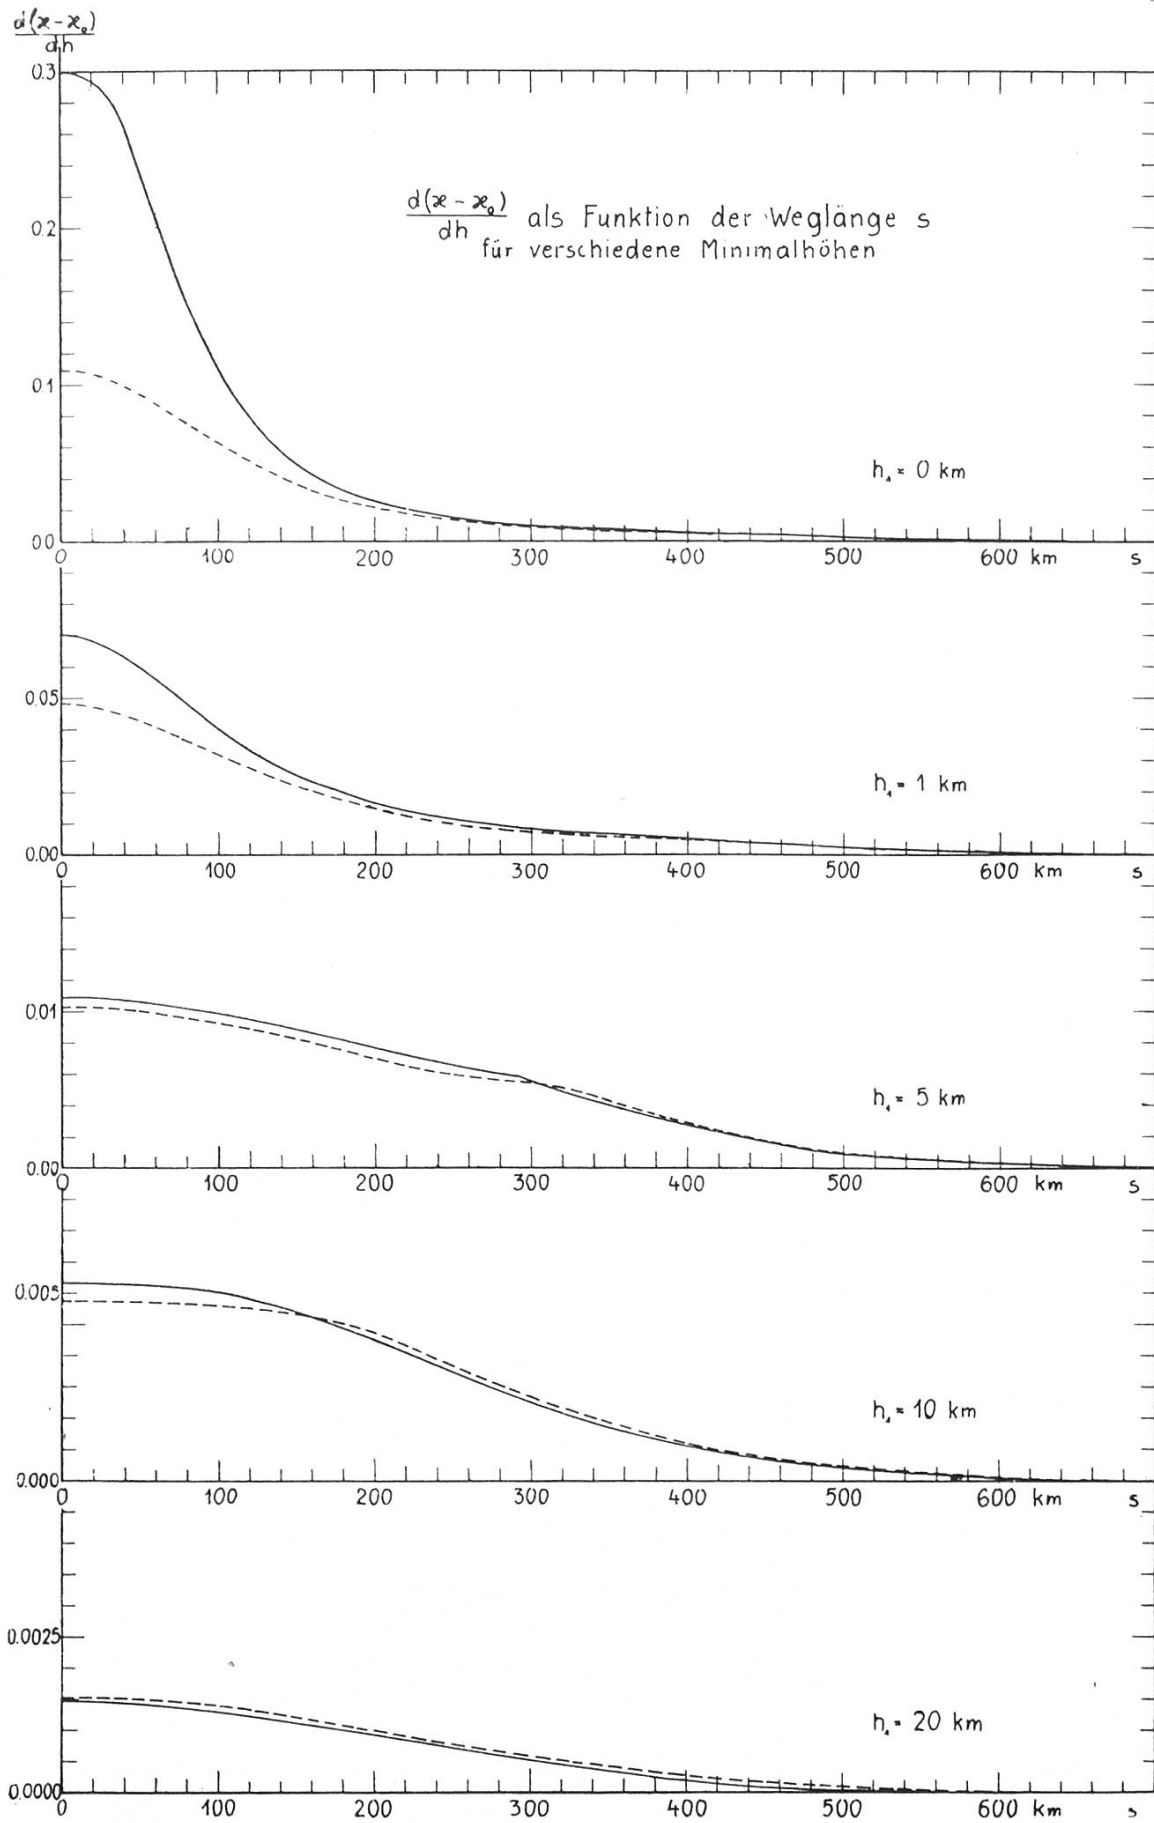 d(ϰ-ϰ₀)
dh
0.3
d(ϰ-ϰ₀)
dh als Funktion der Weglänge s
für verschiedene Minimalhöhen
0.2
0.1
h₁ = 0 km
0.0
0 100 200 300 400 500 600 km s
0.05
h₁ = 1 km
0.00
0 100 200 300 400 500 600 km s
0.01
h₁ = 5 km
0.00
0 100 200 300 400 500 600 km s
0.005
h₁ = 10 km
0.000
0 100 200 300 400 500 600 km s
0.0025
h₁ = 20 km
0.0000
0 100 200 300 400 500 600 km s